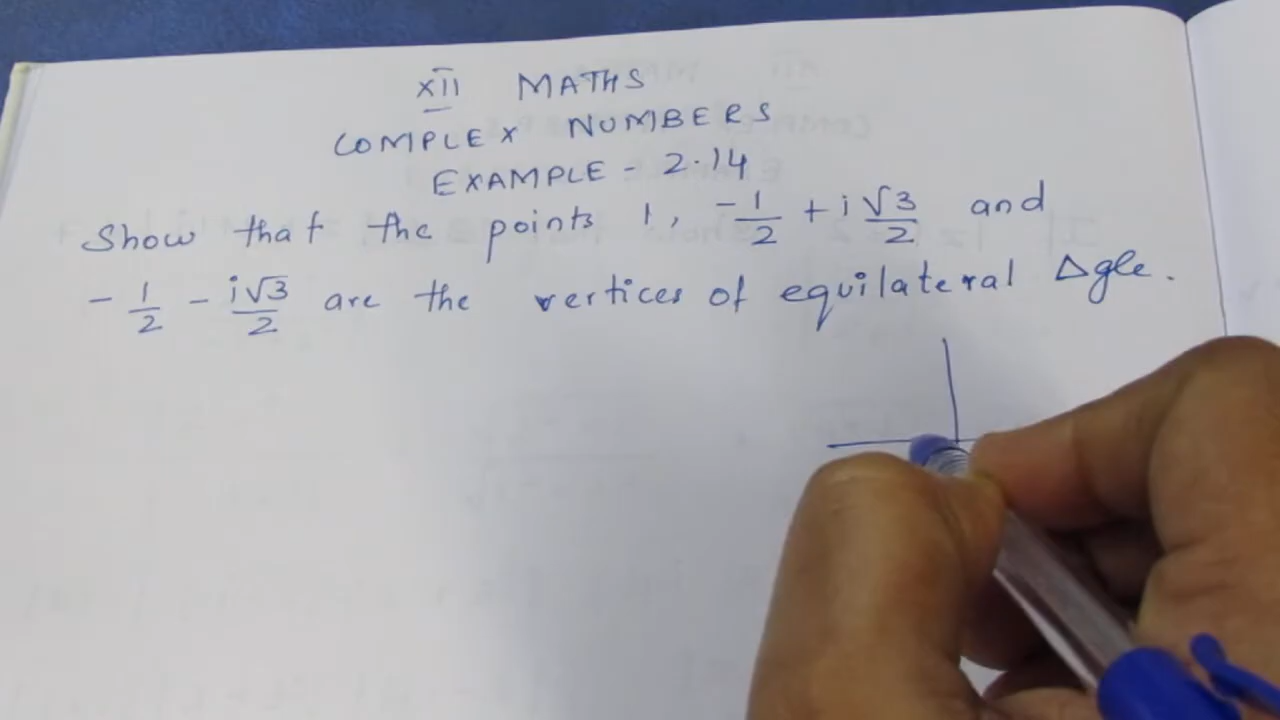 XII MATHS
COMPLEX NUMBERS
EXAMPLE - 2.14
Show that the points 1, -1/2 + i√3/2 and
-1/2 - i√3/2 are the vertices of equilateral Δgle.